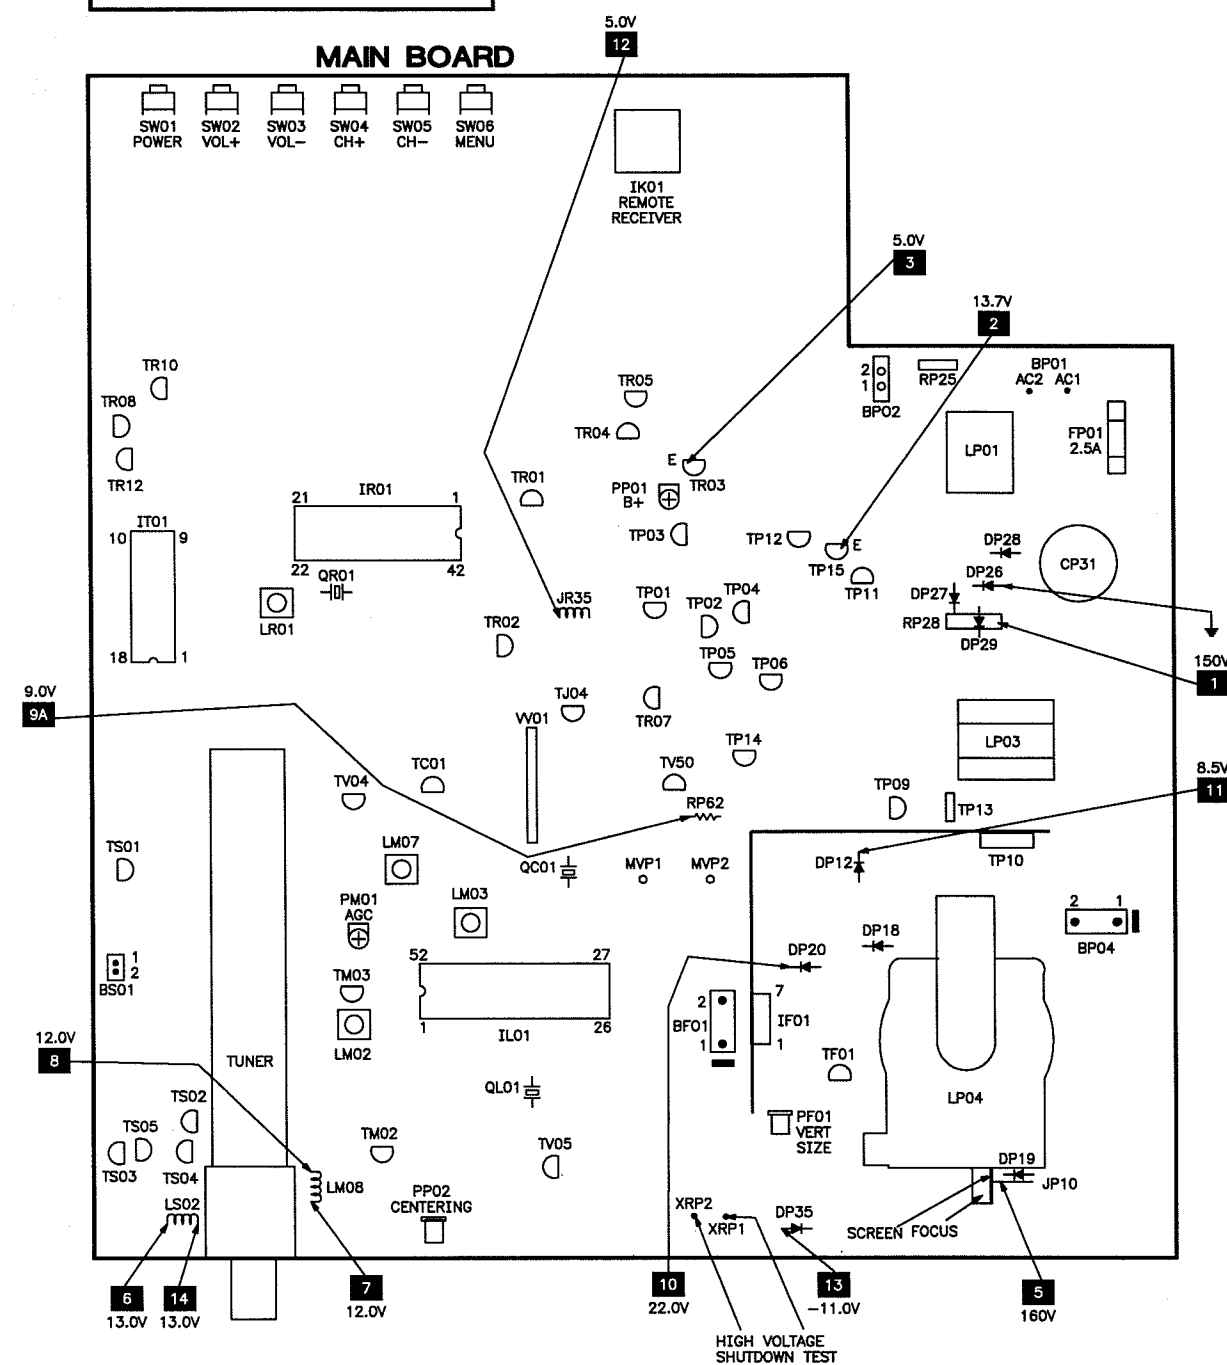 5.0V
12
MAIN BOARD
SW01 POWER
SW02 VOL+
SW03 VOL-
SW04 CH+
SW05 CH-
SW06 MENU
IK01
REMOTE
RECEIVER
5.0V
3
13.7V
2
TR10
TR08
TR12
TR05
TR04
E
TR03
PP01
B+
TP03
2
1
BP02
RP25
BP01
AC2 AC1
LP01
FP01
2.5A
IR01
21 1
22 42
TR01
IT01
10 9
18 1
QR01
LR01
TP12
E
TP15
TP11
DP28
CP31
DP26
DP27
RP28
DP29
JR35
TR02
TP01
TP02
TP04
TP05
TP06
150V
1
9.0V
9A
TJ04
VV01
TR07
TP14
LP03
TV04
TC01
TV50
RP62
TP09
TP13
8.5V
11
TS01
LM07
QC01
MVP1
MVP2
DP12
TP10
PM01
AGC
LM03
2 1
BP04
DP18
DP20
1
2
BS01
TM03
LM02
52 27
1 26
IL01
2
BF01
1
7
IF01
1
12.0V
8
TUNER
QL01
TF01
LP04
TS02
TS05
TS03
TS04
TM02
TV05
PF01
VERT
SIZE
LS02
LM08
PP02
CENTERING
XRP2
XRP1
DP35
DP19
JP10
SCREEN FOCUS
6
13.0V
14
13.0V
7
12.0V
10
22.0V
13
-11.0V
5
160V
HIGH VOLTAGE
SHUTDOWN TEST